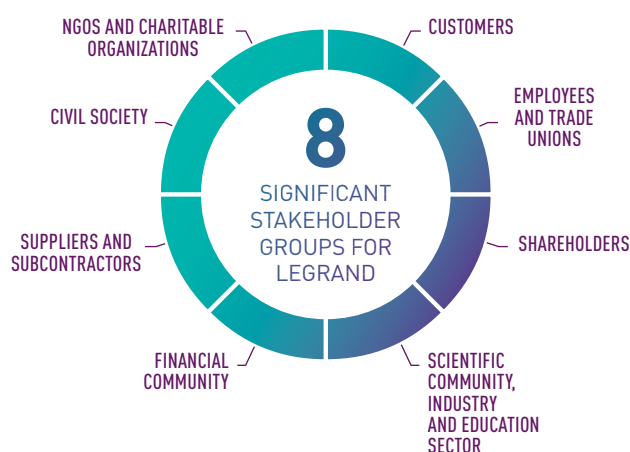 NGOS AND CHARITABLE
ORGANIZATIONS
CUSTOMERS
CIVIL SOCIETY
EMPLOYEES
AND TRADE
UNIONS
8
SIGNIFICANT
STAKEHOLDER
GROUPS FOR
LEGRAND
SUPPLIERS AND
SUBCONTRACTORS
SHAREHOLDERS
FINANCIAL
COMMUNITY
SCIENTIFIC
COMMUNITY,
INDUSTRY
AND EDUCATION
SECTOR